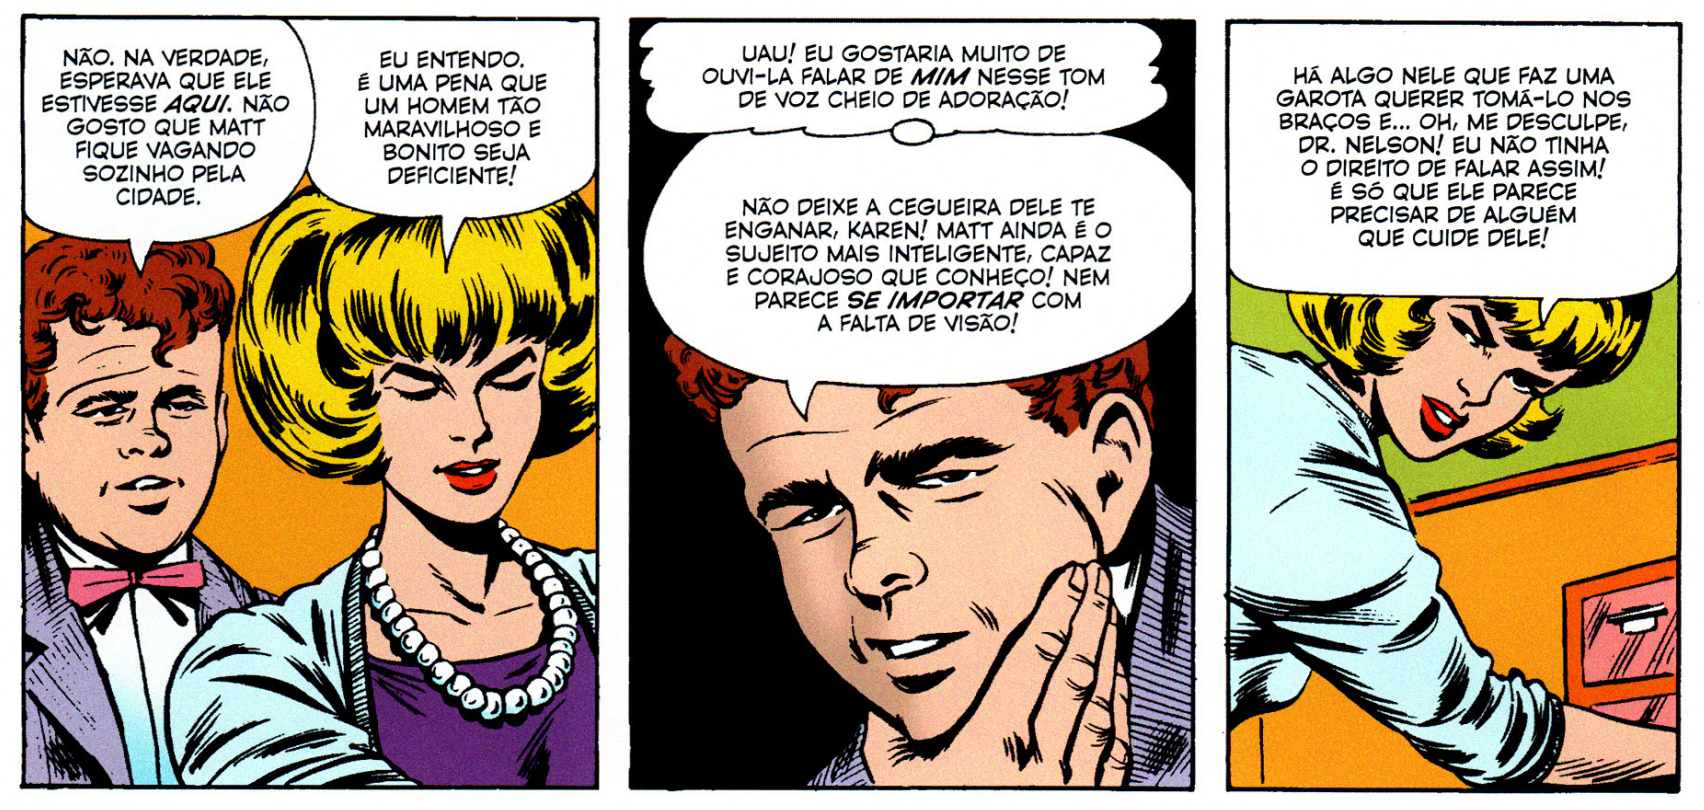 NÃO. NA VERDADE,
ESPERAVA QUE ELE
ESTIVESSE AQUI. NÃO
GOSTO QUE MATT
FIQUE VAGANDO
SOZINHO PELA
CIDADE.
EU ENTENDO.
É UMA PENA QUE
UM HOMEM TÃO
MARAVILHOSO E
BONITO SEJA
DEFICIENTE!
UAU! EU GOSTARIA MUITO DE
OUVI-LA FALAR DE MIM NESSE TOM
DE VOZ CHEIO DE ADORAÇÃO!
NÃO DEIXE A CEGUEIRA DELE TE
ENGANAR, KAREN! MATT AINDA É O
SUJEITO MAIS INTELIGENTE, CAPAZ
E CORAJOSO QUE CONHEÇO! NEM
PARECE SE IMPORTAR COM
A FALTA DE VISÃO!
HÁ ALGO NELE QUE FAZ UMA
GAROTA QUERER TOMÁ-LO NOS
BRAÇOS E... OH, ME DESCULPE,
DR. NELSON! EU NÃO TINHA
O DIREITO DE FALAR ASSIM!
É SÓ QUE ELE PARECE
PRECISAR DE ALGUÉM
QUE CUIDE DELE!